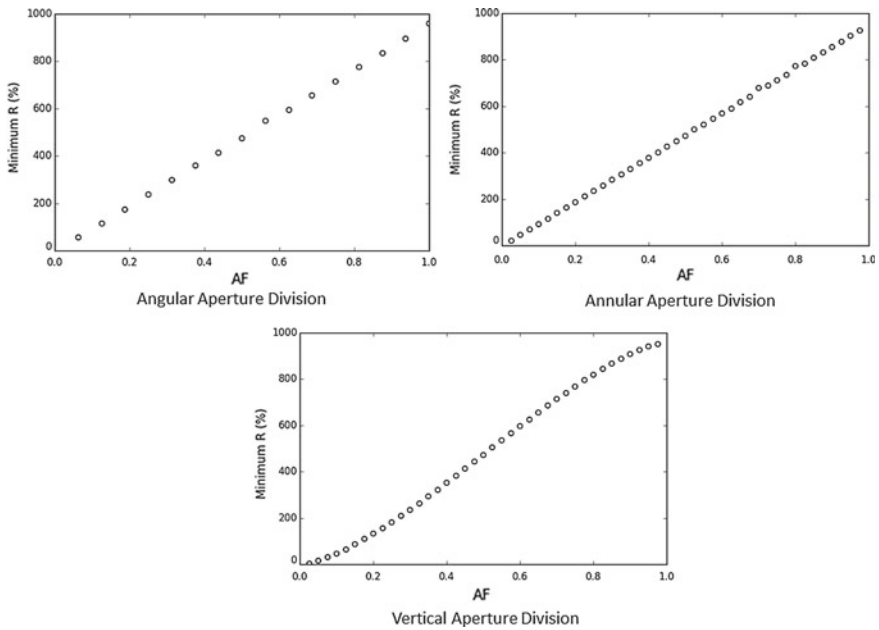 1000
800
600
400
200
0
Minimum R (%)
0.0 0.2 0.4 0.6 0.8 1.0
AF
Angular Aperture Division
1000
800
600
400
200
0
Minimum R (%)
0.0 0.2 0.4 0.6 0.8 1.0
AF
Annular Aperture Division
1000
800
600
400
200
0
Minimum R (%)
0.0 0.2 0.4 0.6 0.8 1.0
AF
Vertical Aperture Division